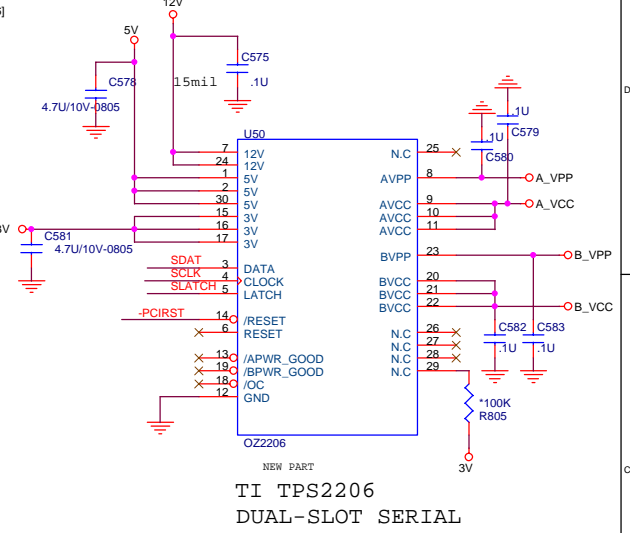 12V
5V
C575
.1U
15mil
C578
4.7U/10V-0805
U50
.1U
C579
.1U
C580
7 12V
24 12V
1 5V
2 5V
30 5V
15 3V
16 3V
17 3V
C581
4.7U/10V-0805
SDAT 3 DATA
SCLK 4 CLOCK
SLATCH 5 LATCH
-PCIRST 14 /RESET
6 RESET
13 /APWR_GOOD
19 /BPWR_GOOD
18 /OC
12 GND
N.C 25
AVPP 8 A_VPP
AVCC 9 A_VCC
AVCC 10
AVCC 11
BVPP 23 B_VPP
BVCC 20
BVCC 21
BVCC 22 B_VCC
N.C 26
N.C 27
N.C 28
N.C 29
C582
.1U
C583
.1U
*100K
R805
3V
OZ2206
NEW PART
TI TPS2206
DUAL-SLOT SERIAL
D
C